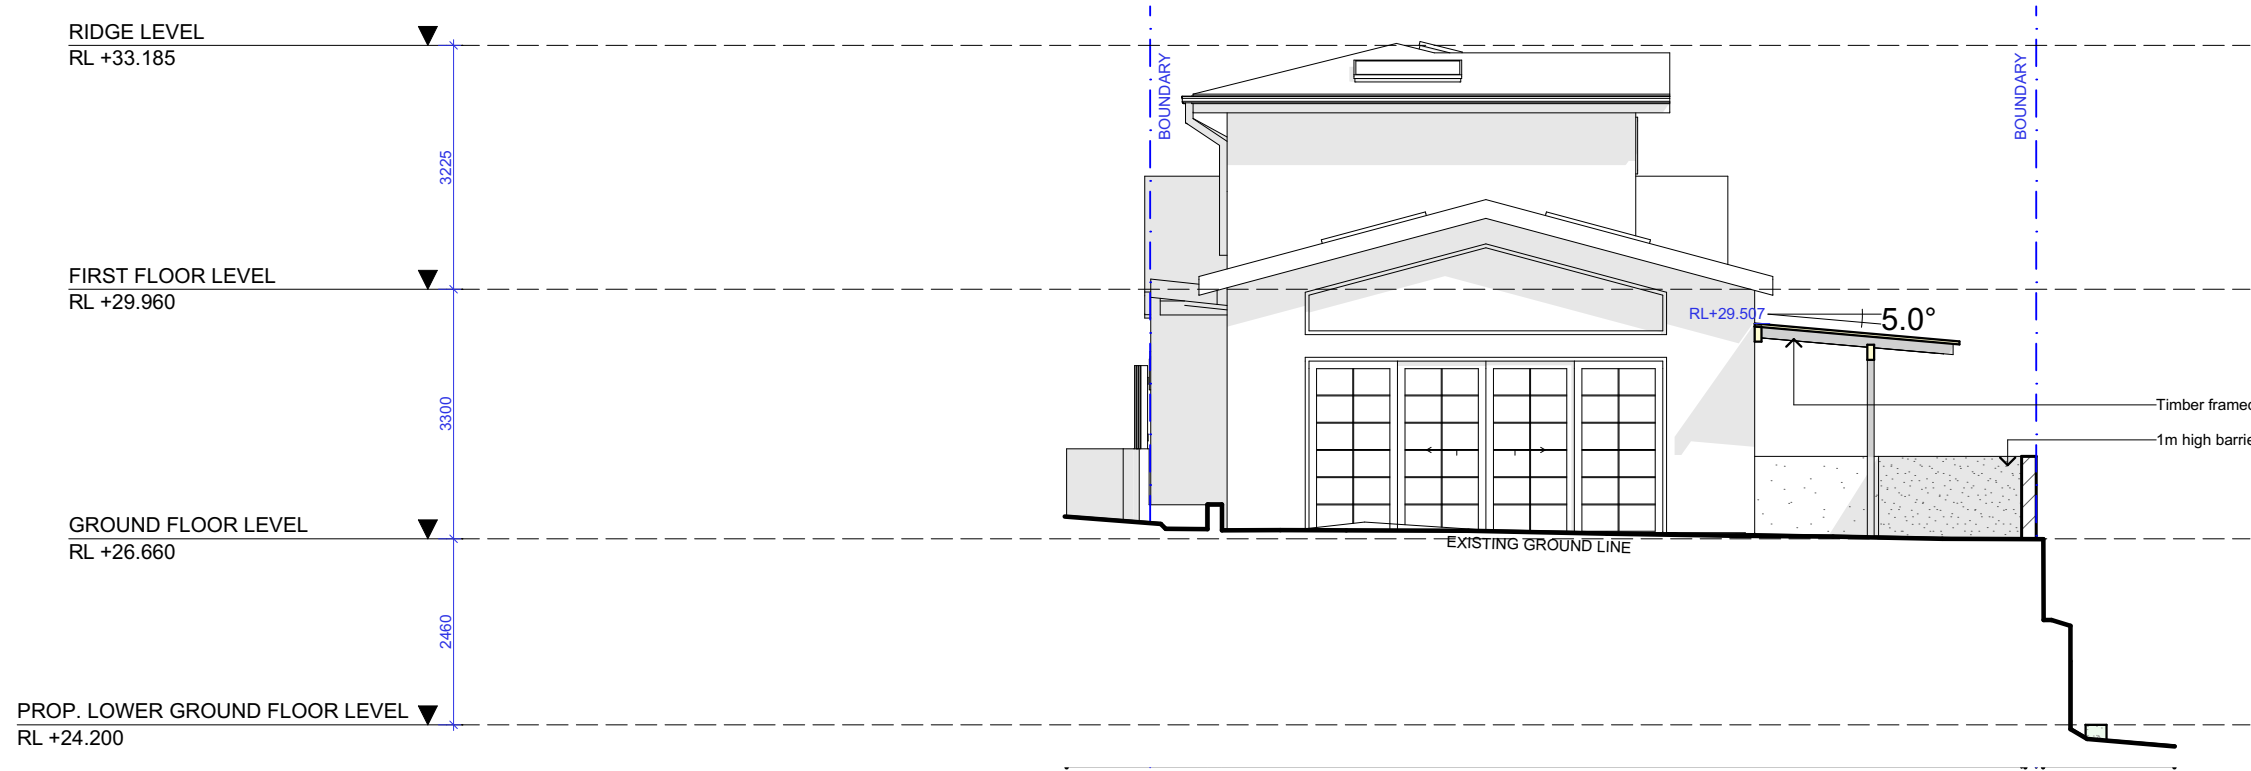 RIDGE LEVEL
RL +33.185
BOUNDARY
BOUNDARY
3225
FIRST FLOOR LEVEL
RL +29.960
RL+29.507
5.0°
3300
Timber framed
1m high barrie
GROUND FLOOR LEVEL
RL +26.660
EXISTING GROUND LINE
2460
PROP. LOWER GROUND FLOOR LEVEL
RL +24.200